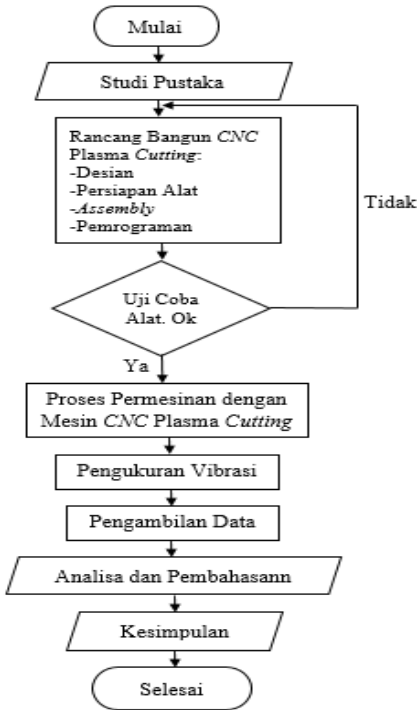 Mulai
Studi Pustaka
Rancang Bangun CNC
Plasma Cutting:
-Desian
-Persiapan Alat
-Assembly
-Pemrograman
Tidak
Uji Coba
Alat. Ok
Ya
Proses Permesinan dengan
Mesin CNC Plasma Cutting
Pengukuran Vibrasi
Pengambilan Data
Analisa dan Pembahasann
Kesimpulan
Selesai